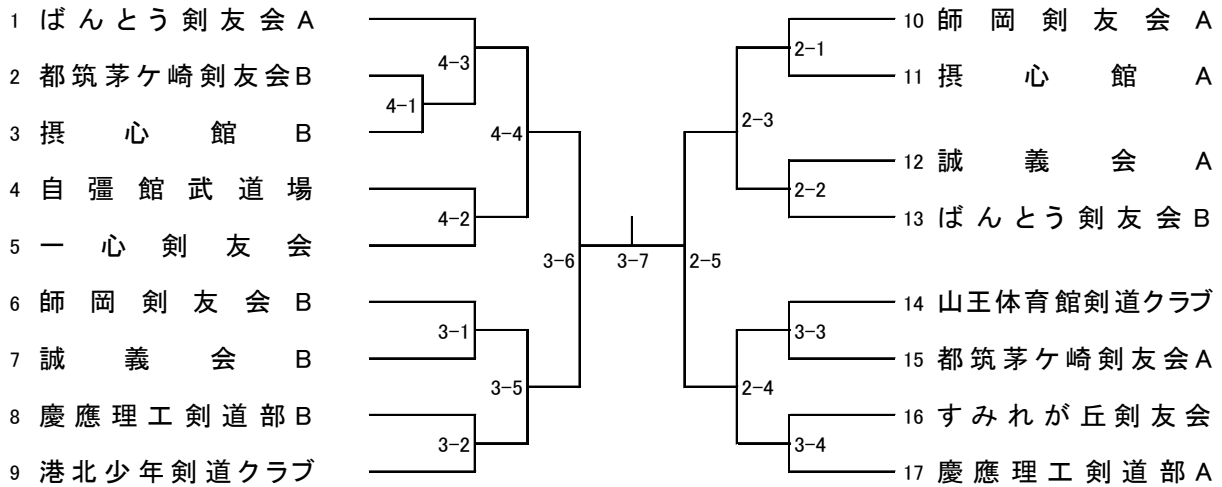 1 ばんとう剣友会A
2 都筑茅ケ崎剣友会B
3 摂心館B
4 自彊館武道場
5 一心剣友会
6 師岡剣友会B
7 誠義会B
8 慶應理工剣道部B
9 港北少年剣道クラブ
4-3
4-1
4-4
4-2
3-6
3-1
3-5
3-2
3-7
2-5
2-1
2-3
2-2
3-3
2-4
3-4
10 師岡剣友会A
11 摂心館A
12 誠義会A
13 ばんとう剣友会B
14 山王体育館剣道クラブ
15 都筑茅ケ崎剣友会A
16 すみれが丘剣友会
17 慶應理工剣道部A